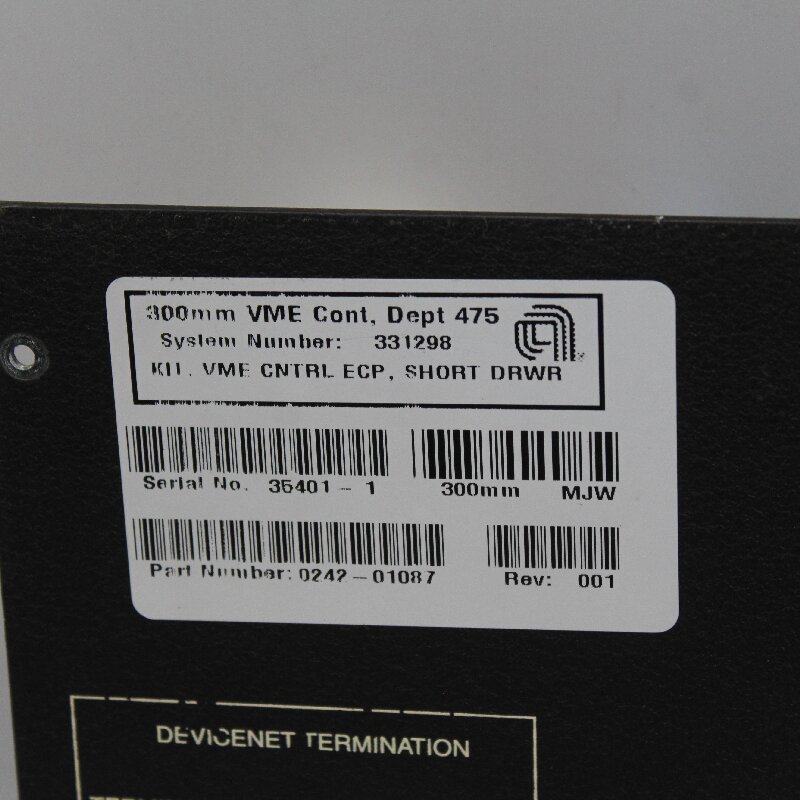 300mm VME Cont, Dept 475
System Number: 331298
KIT, VME CNTRL ECP, SHORT DRWR
Serial No. 35401-1
300mm MJW
Part Number: 0242-01087
Rev: 001
DEVICENET TERMINATION